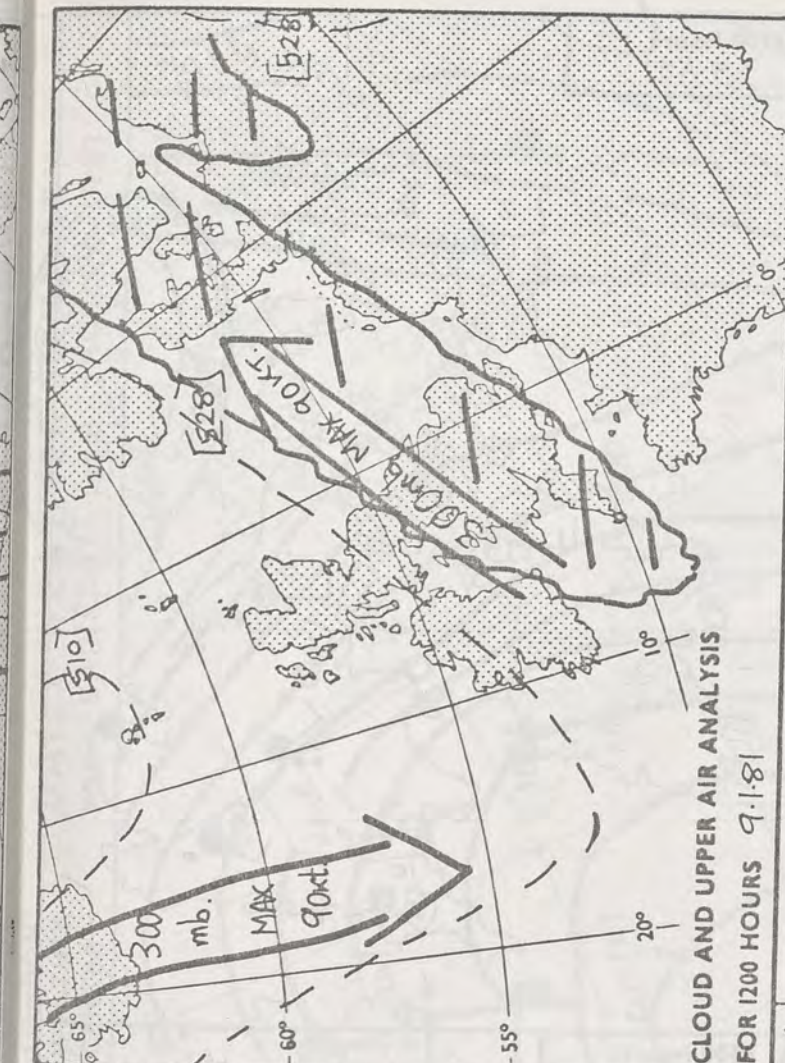 [528]
[528]
[510]
300mb MAX 90KT.
300
mb.
MAX
90kt.
65°
60°
55°
20°
10°
0°
CLOUD AND UPPER AIR ANALYSIS
FOR 1200 HOURS 9.1.81